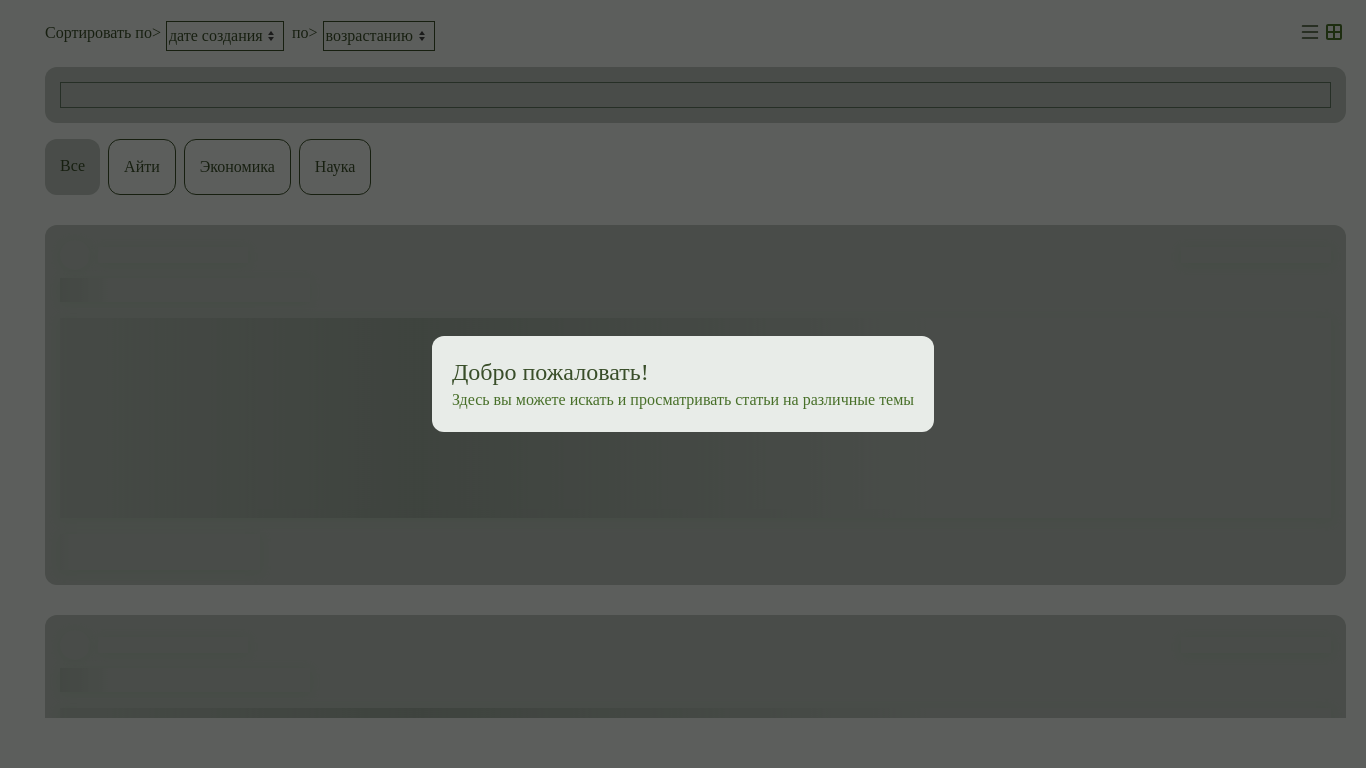 Сортировать по> дате создания по> возрастанию
Все Айти Экономика Наука
Добро пожаловать!
Здесь вы можете искать и просматривать статьи на различные темы